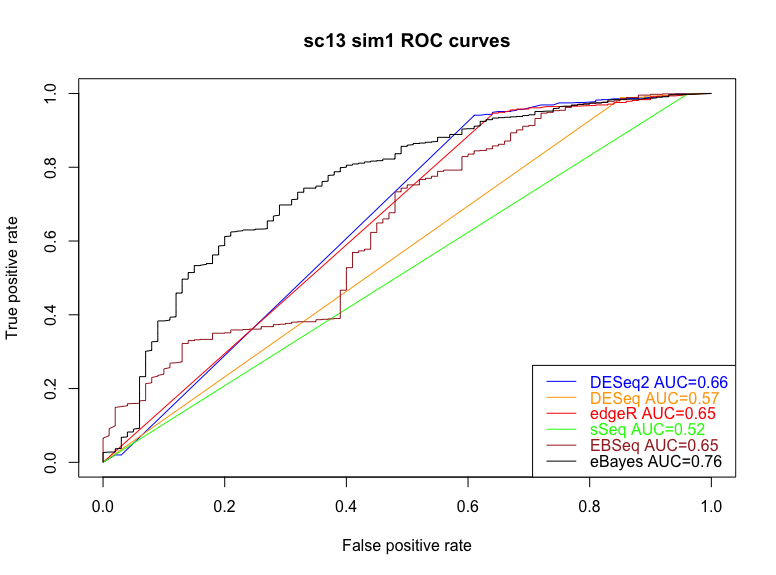 sc13 sim1 ROC curves
True positive rate
1.0
0.8
0.6
0.4
0.2
0.0
DESeq2 AUC=0.66
DESeq AUC=0.57
edgeR AUC=0.65
sSeq AUC=0.52
EBSeq AUC=0.65
eBayes AUC=0.76
0.0 0.2 0.4 0.6 0.8 1.0
False positive rate